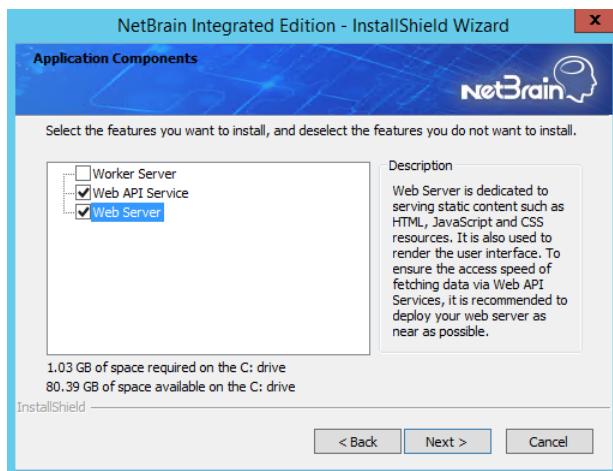 NetBrain Integrated Edition - InstallShield Wizard
x
Application Components
NetBrain
Select the features you want to install, and deselect the features you do not want to install.
Worker Server
Web API Service
Web Server
Description
Web Server is dedicated to
serving static content such as
HTML, JavaScript and CSS
resources. It is also used to
render the user interface. To
ensure the access speed of
fetching data via Web API
Services, it is recommended to
deploy your web server as
near as possible.
1.03 GB of space required on the C: drive
80.39 GB of space available on the C: drive
InstallShield
< Back
Next >
Cancel